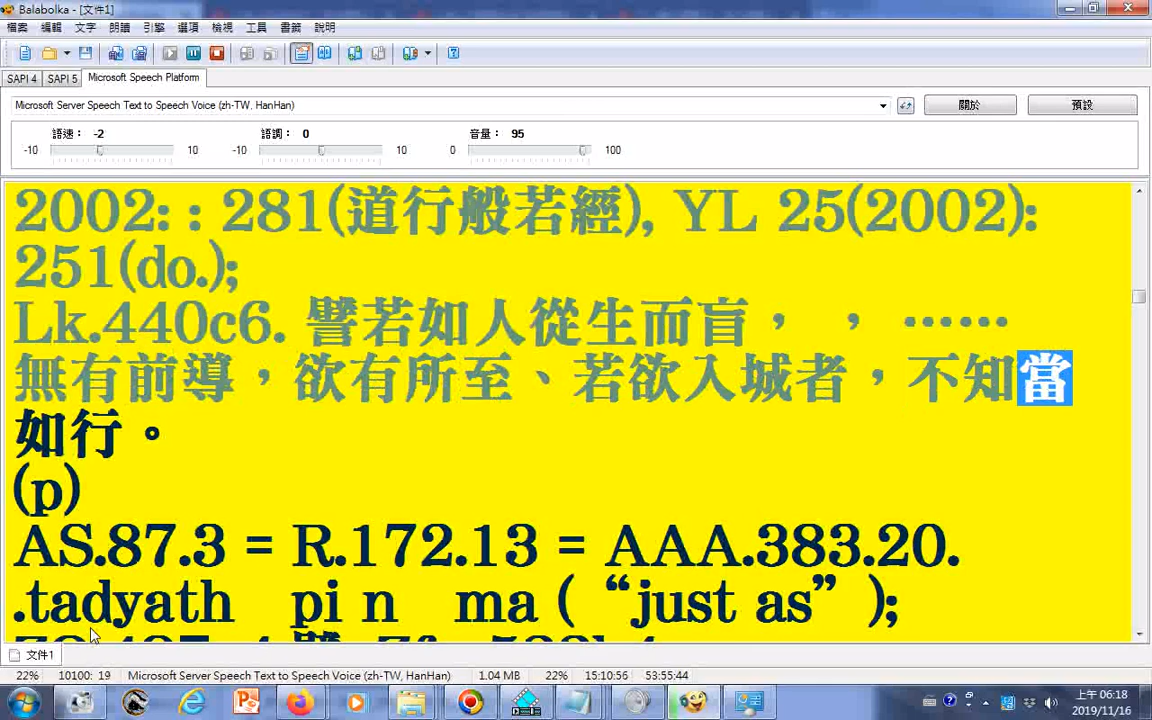 Balabolka - [文件1]
檔案 編輯 文字 朗讀 引擎 選項 檢視 工具 書籤 說明
SAPI 4 SAPI 5 Microsoft Speech Platform
Microsoft Server Speech Text to Speech Voice (zh-TW, HanHan) 關於 預設
語速： -2 語調： 0 音量： 95
-10 10 -10 10 0 100
2002: : 281(道行般若經), YL 25(2002):
251(do.);
Lk.440c6. 譬若如人從生而盲， ， ……
無有前導，欲有所至、若欲入城者，不知當
如行。
(p)
AS.87.3 = R.172.13 = AAA.383.20.
.tadyath pi n ma ( “just as” );
文件1
22% 10100: 19 Microsoft Server Speech Text to Speech Voice (zh-TW, HanHan) 1.04 MB 22% 15:10:56 53:55:44
上午 06:18
2019/11/16